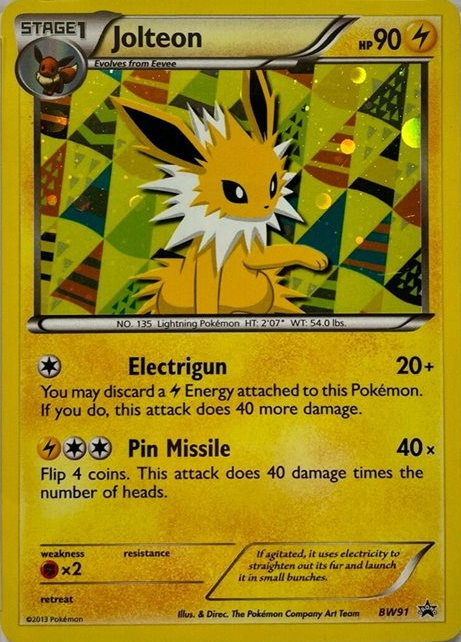 STAGE1
Jolteon
HP 90
Evolves from Eevee
NO. 135 Lightning Pokémon HT: 2'07" WT: 54.0 lbs.
Electrigun 20+
You may discard a Energy attached to this Pokémon.
If you do, this attack does 40 more damage.
Pin Missile 40×
Flip 4 coins. This attack does 40 damage times the
number of heads.
weakness resistance
×2
retreat
If agitated, it uses electricity to
straighten out its fur and launch
it in small bunches.
©2013 Pokémon
Illus. & Direc. The Pokémon Company Art Team
BW91
PROMO